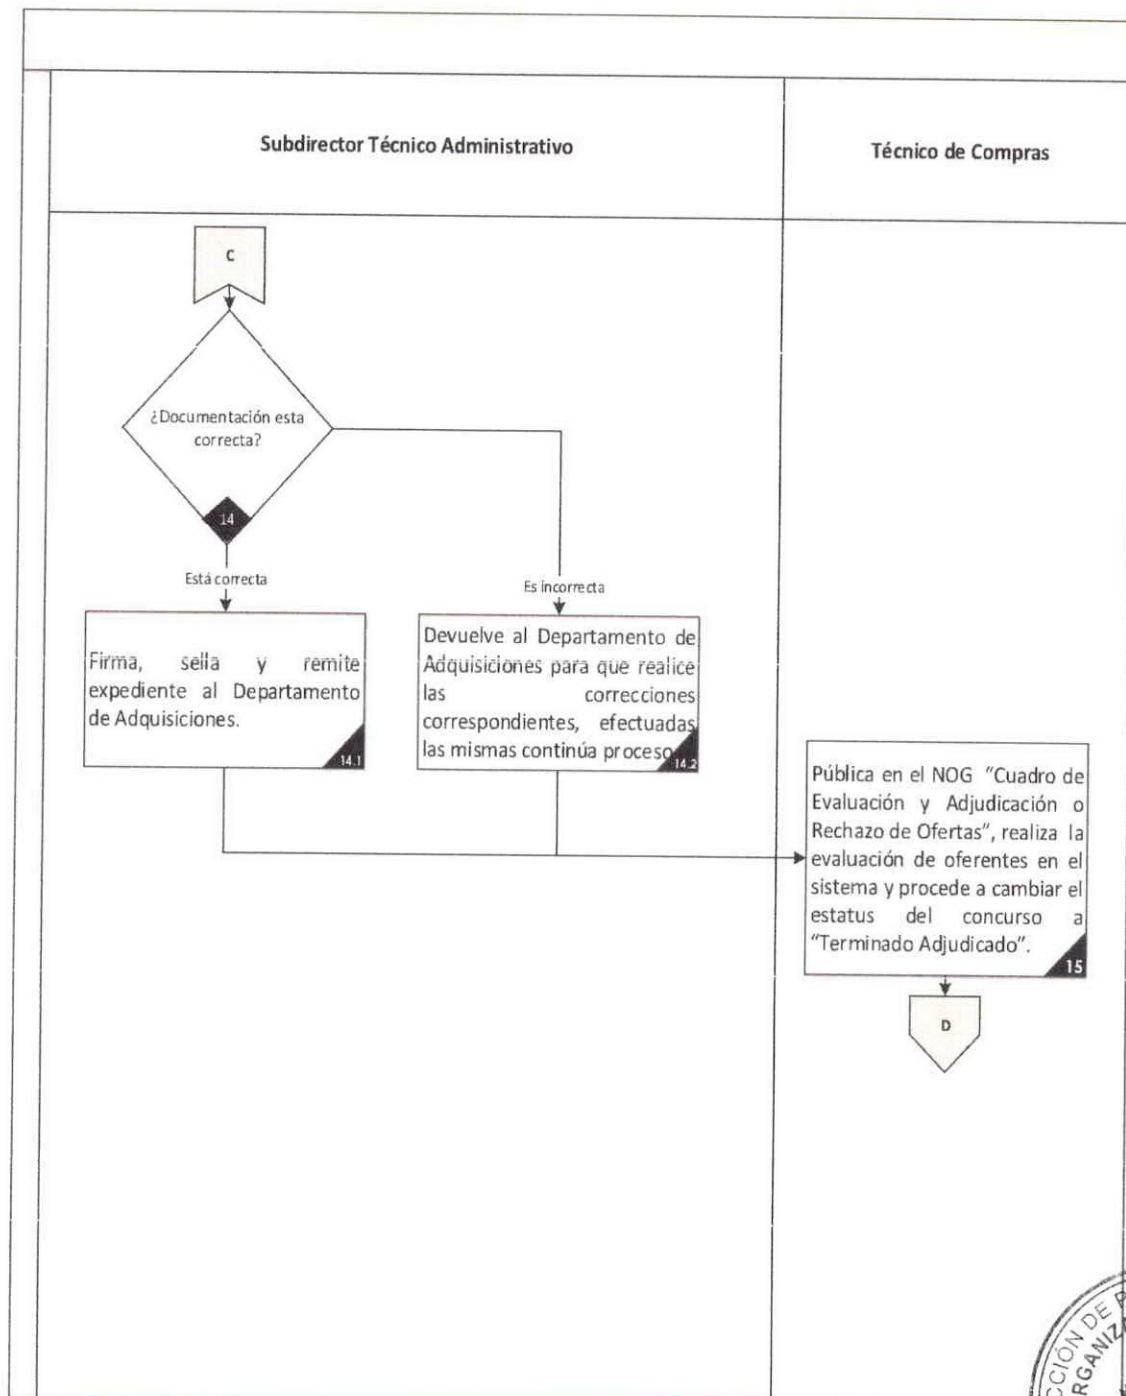 Subdirector Técnico Administrativo
Técnico de Compras
C
¿Documentación esta
correcta?
14
Está correcta
Es incorrecta
Firma, sella y remite
expediente al Departamento
de Adquisiciones.
14.1
Devuelve al Departamento de
Adquisiciones para que realice
las correcciones
correspondientes, efectuadas
las mismas continúa proceso
14.2
Pública en el NOG "Cuadro de
Evaluación y Adjudicación o
Rechazo de Ofertas", realiza la
evaluación de oferentes en el
sistema y procede a cambiar el
estatus del concurso a
"Terminado Adjudicado".
15
D
CCIÓN DE P
RGANIZA